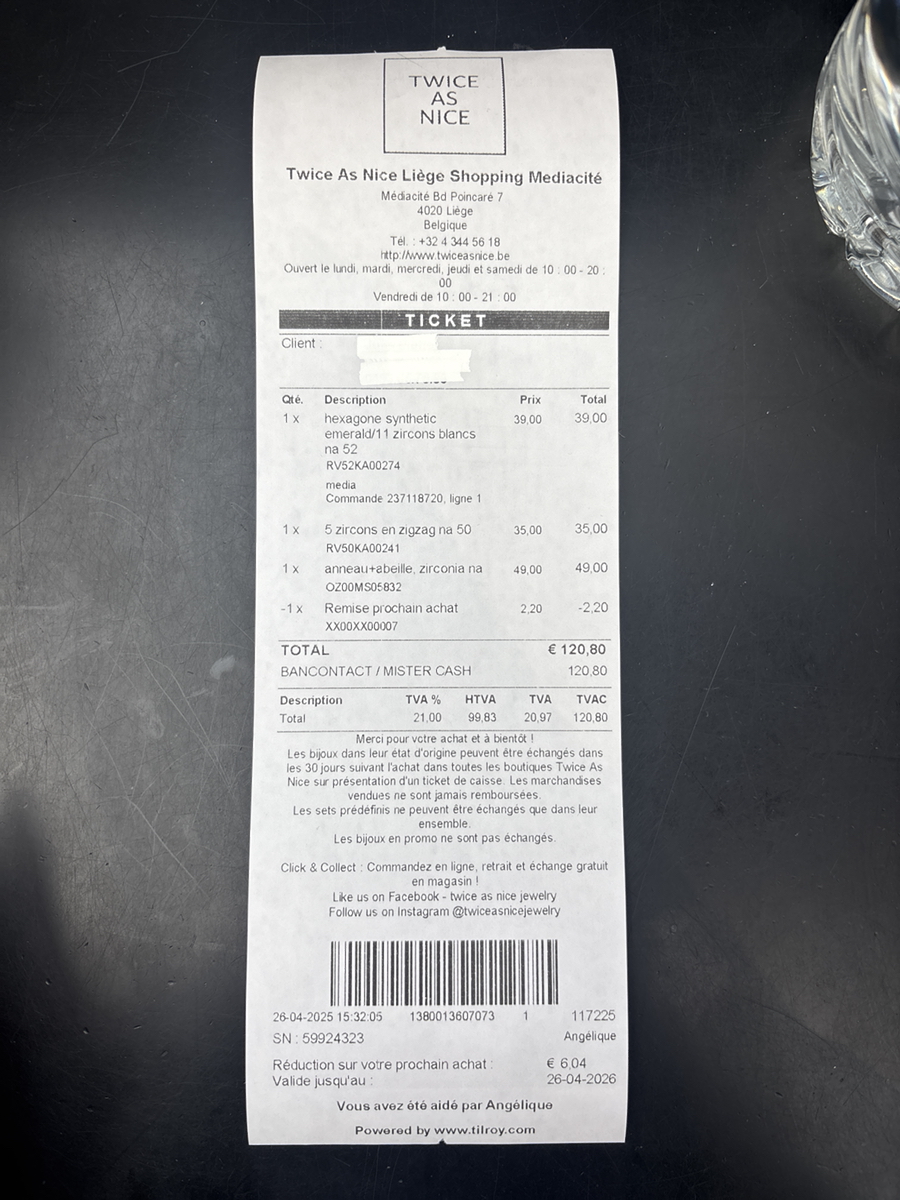 TWICE
AS
NICE
Twice As Nice Liège Shopping Mediacité
Médiacité Bd Poincaré 7
4020 Liège
Belgique
Tél. : +32 4 344 56 18
http://www.twiceasnice.be
Ouvert le lundi, mardi, mercredi, jeudi et samedi de 10 : 00 - 20 :
00
Vendredi de 10 : 00 - 21 : 00
TICKET
Client :
Qté. Description Prix Total
1 x hexagone synthetic 39,00 39,00
emerald/11 zircons blancs
na 52
RV52KA00274
media
Commande 237118720, ligne 1
1 x 5 zircons en zigzag na 50 35,00 35,00
RV50KA00241
1 x anneau+abeille, zirconia na 49,00 49,00
OZ00MS05832
-1 x Remise prochain achat 2,20 -2,20
XX00XX00007
TOTAL € 120,80
BANCONTACT / MISTER CASH 120,80
Description TVA % HTVA TVA TVAC
Total 21,00 99,83 20,97 120,80
Merci pour votre achat et à bientôt !
Les bijoux dans leur état d'origine peuvent être échangés dans
les 30 jours suivant l'achat dans toutes les boutiques Twice As
Nice sur présentation d'un ticket de caisse. Les marchandises
vendues ne sont jamais remboursées.
Les sets prédéfinis ne peuvent être échangés que dans leur
ensemble.
Les bijoux en promo ne sont pas échangés.
Click & Collect : Commandez en ligne, retrait et échange gratuit
en magasin !
Like us on Facebook - twice as nice jewelry
Follow us on Instagram @twiceasnicejewelry
26-04-2025 15:32:05 1380013607073 1 117225
SN : 59924323 Angélique
Réduction sur votre prochain achat : € 6,04
Valide jusqu'au : 26-04-2026
Vous avez été aidé par Angélique
Powered by www.tilroy.com